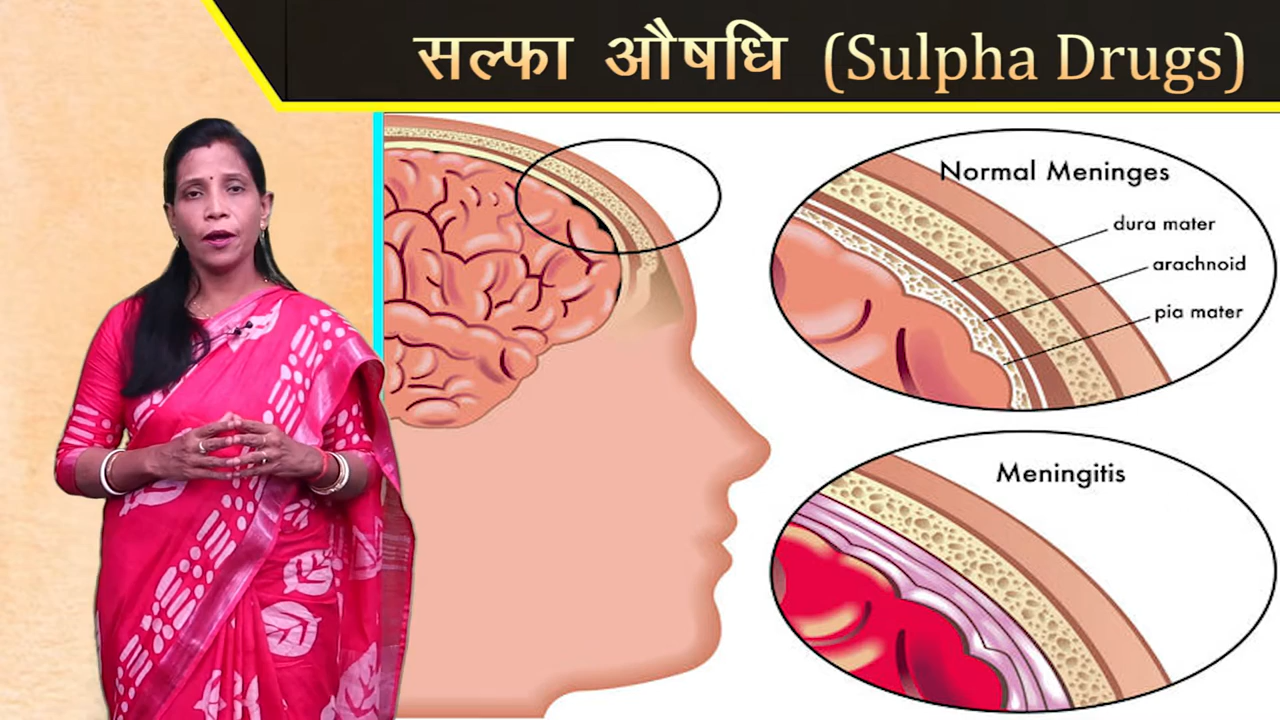 सल्फा औषधि (Sulpha Drugs)
Normal Meninges
dura mater
arachnoid
pia mater
Meningitis